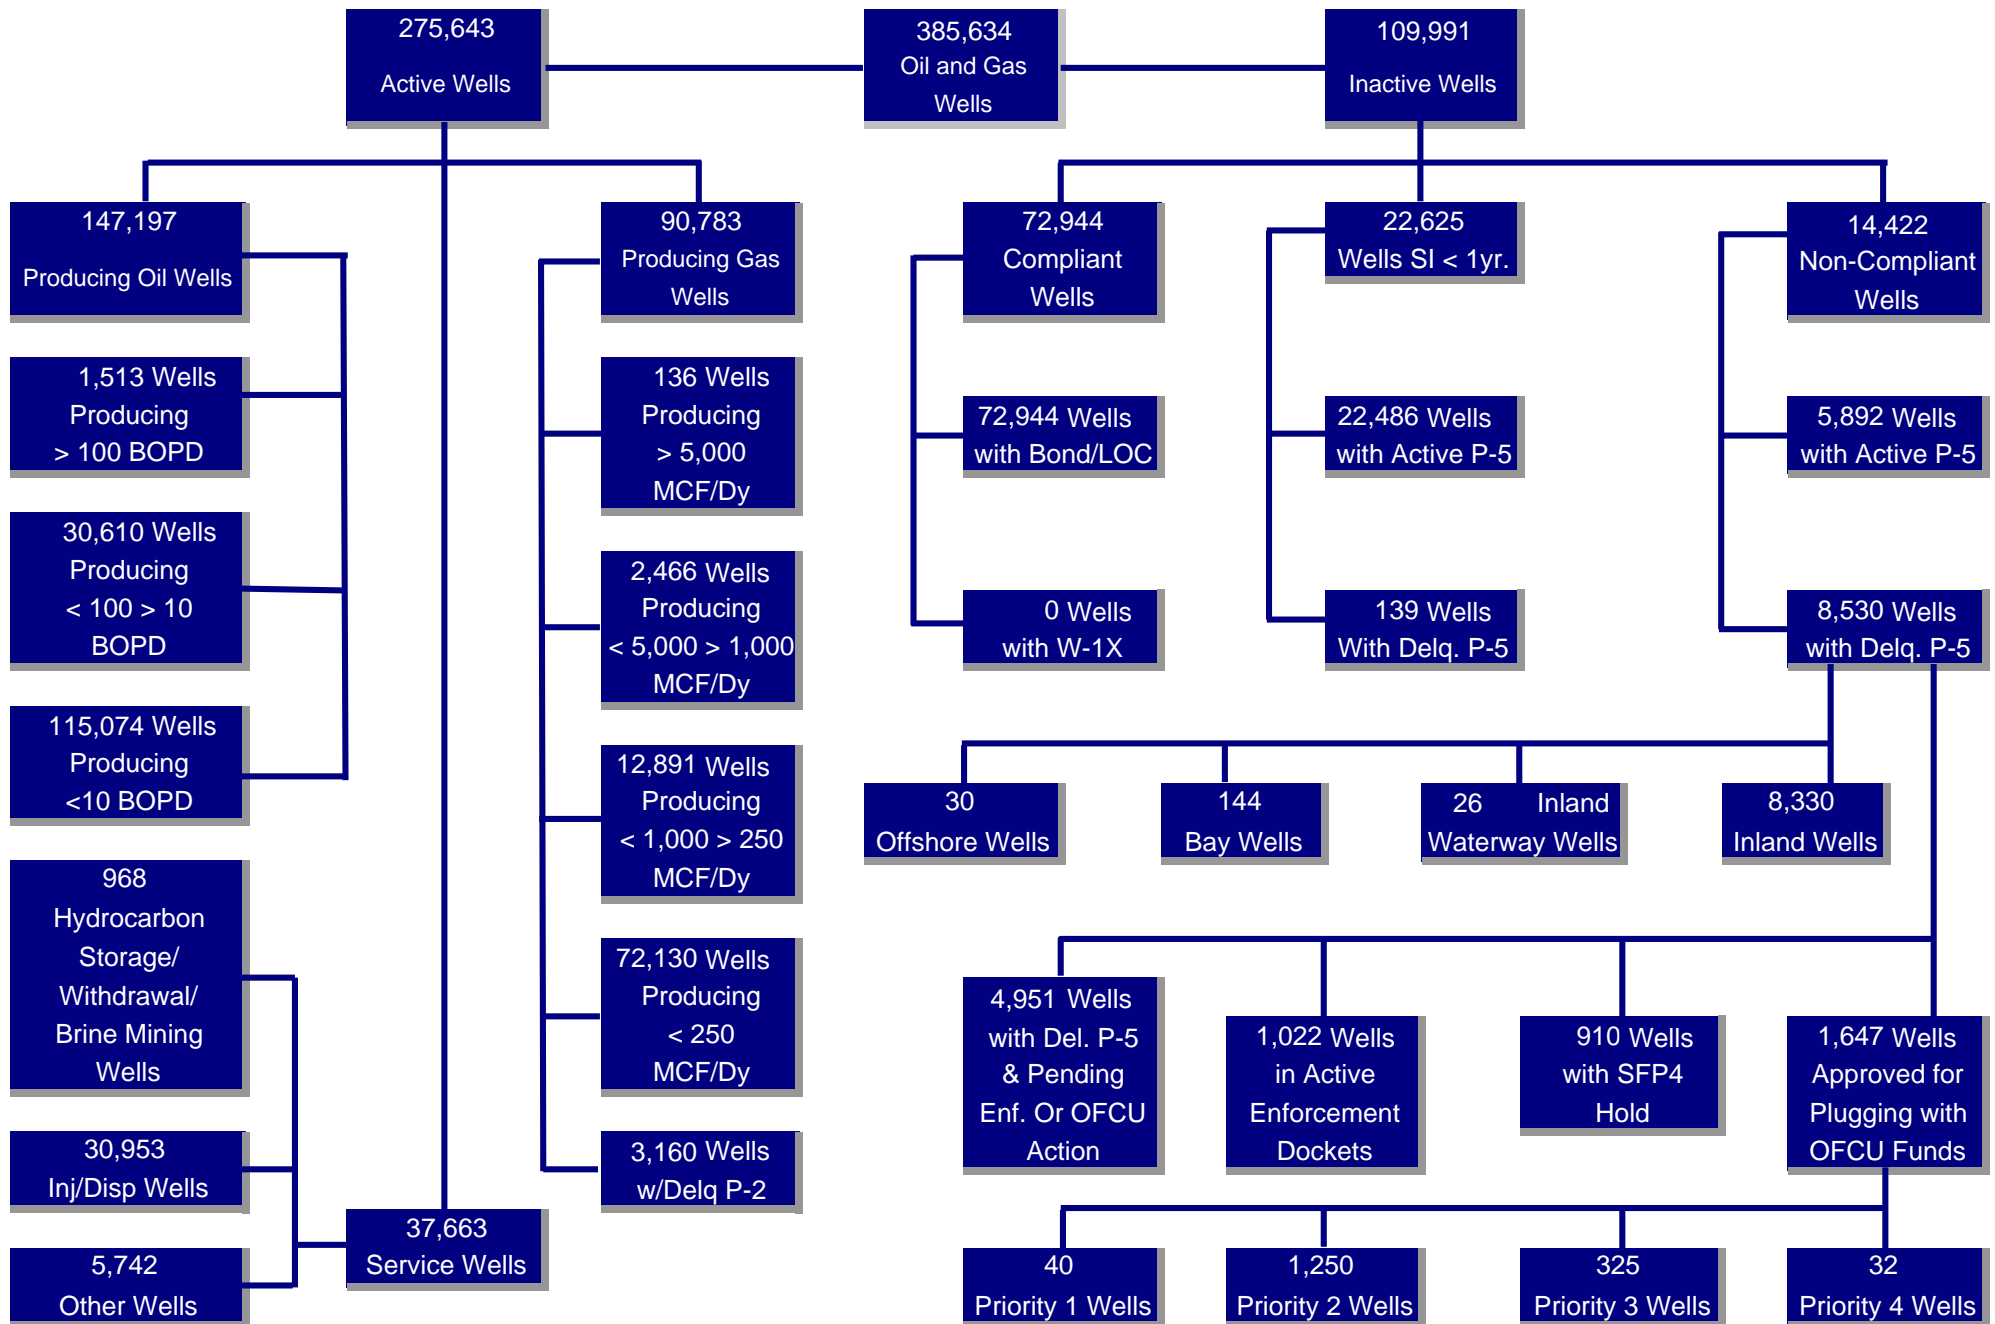 275,643
Active Wells
385,634
Oil and Gas
Wells
109,991
Inactive Wells
147,197
Producing Oil Wells
90,783
Producing Gas
Wells
72,944
Compliant
Wells
22,625
Wells SI < 1yr.
14,422
Non-Compliant
Wells
1,513 Wells
Producing
> 100 BOPD
136 Wells
Producing
> 5,000
MCF/Dy
72,944 Wells
with Bond/LOC
22,486 Wells
with Active P-5
5,892 Wells
with Active P-5
30,610 Wells
Producing
< 100 > 10
BOPD
2,466 Wells
Producing
< 5,000 > 1,000
MCF/Dy
0 Wells
with W-1X
139 Wells
With Delq. P-5
8,530 Wells
with Delq. P-5
115,074 Wells
Producing
<10 BOPD
12,891 Wells
Producing
< 1,000 > 250
MCF/Dy
30
Offshore Wells
144
Bay Wells
26 Inland
Waterway Wells
8,330
Inland Wells
968
Hydrocarbon
Storage/
Withdrawal/
Brine Mining
Wells
72,130 Wells
Producing
< 250
MCF/Dy
4,951 Wells
with Del. P-5
& Pending
Enf. Or OFCU
Action
1,022 Wells
in Active
Enforcement
Dockets
910 Wells
with SFP4
Hold
1,647 Wells
Approved for
Plugging with
OFCU Funds
30,953
Inj/Disp Wells
3,160 Wells
w/Delq P-2
37,663
Service Wells
5,742
Other Wells
40
Priority 1 Wells
1,250
Priority 2 Wells
325
Priority 3 Wells
32
Priority 4 Wells